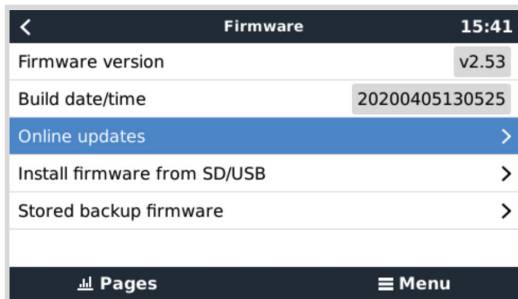 Firmware 15:41
Firmware version v2.53
Build date/time 20200405130525
Online updates
Install firmware from SD/USB
Stored backup firmware
Pages Menu